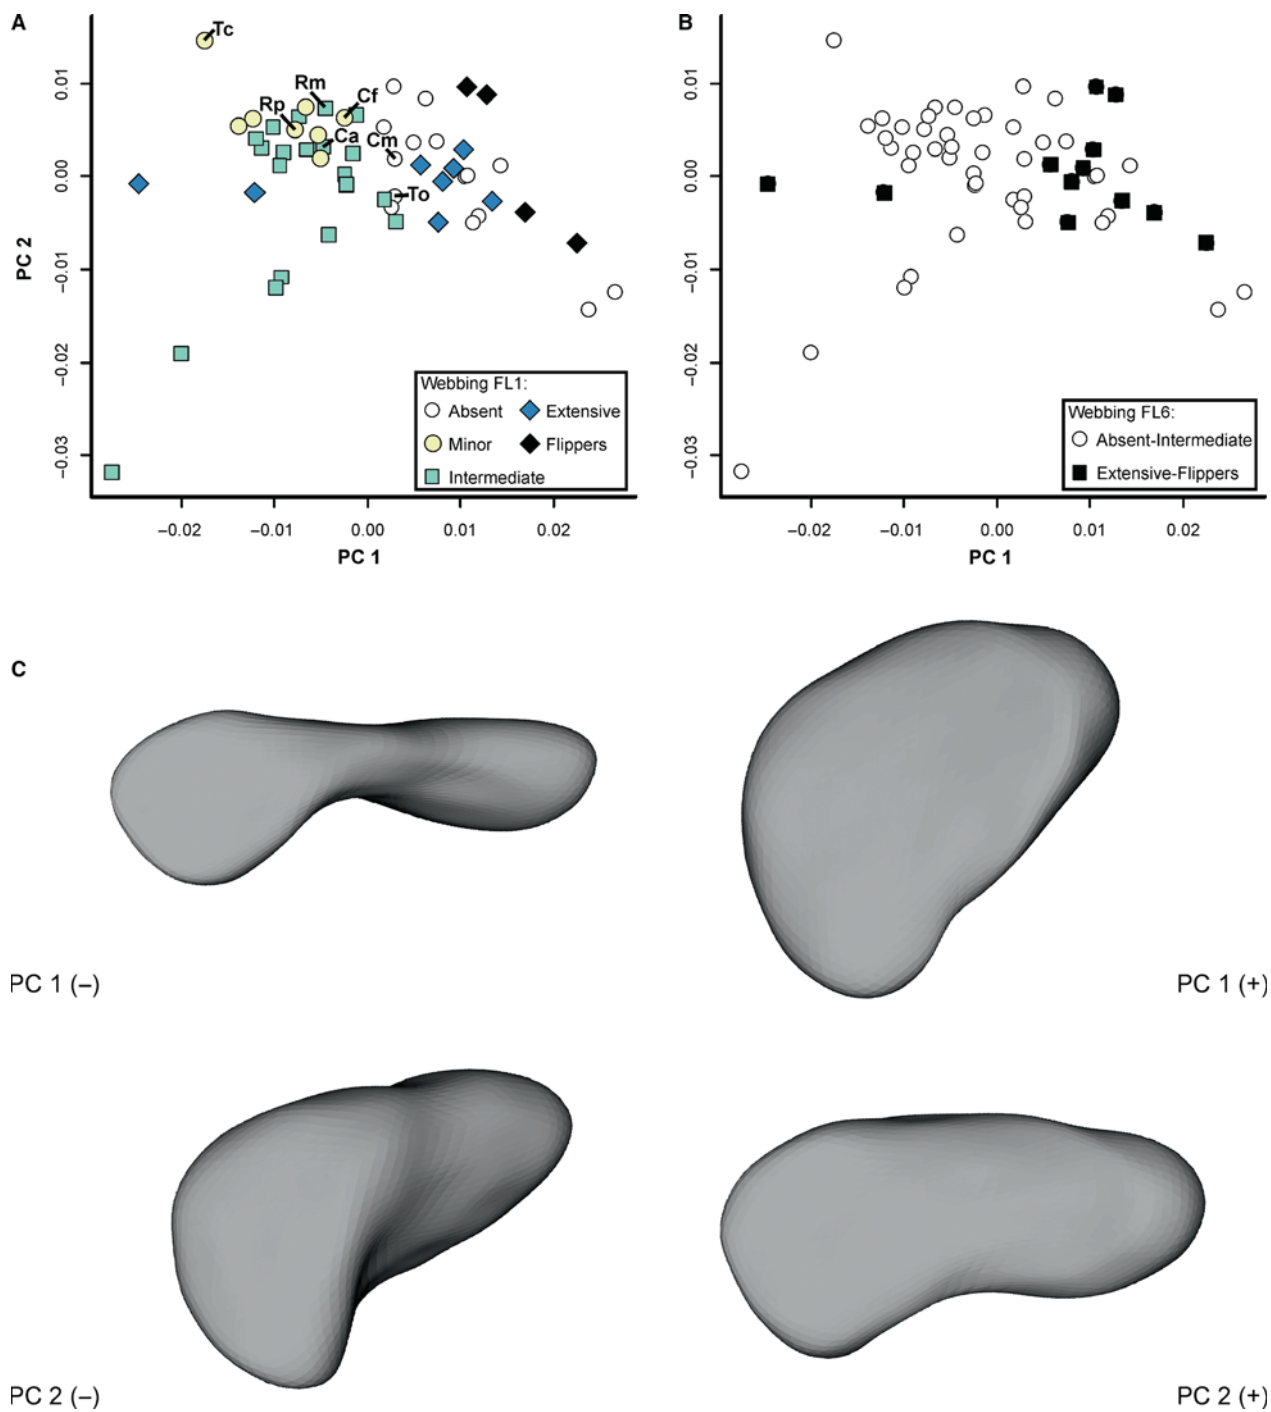 A
B
Tc
Rm
Rp
Cf
Ca
Cm
To
0.01
0.00
−0.01
−0.02
−0.03
PC 2
Webbing FL1:
Absent
Extensive
Minor
Flippers
Intermediate
−0.02
−0.01
0.00
0.01
0.02
PC 1
0.01
0.00
−0.01
−0.02
−0.03
Webbing FL6:
Absent-Intermediate
Extensive-Flippers
−0.02
−0.01
0.00
0.01
0.02
PC 1
C
PC 1 (–)
PC 1 (+)
PC 2 (–)
PC 2 (+)